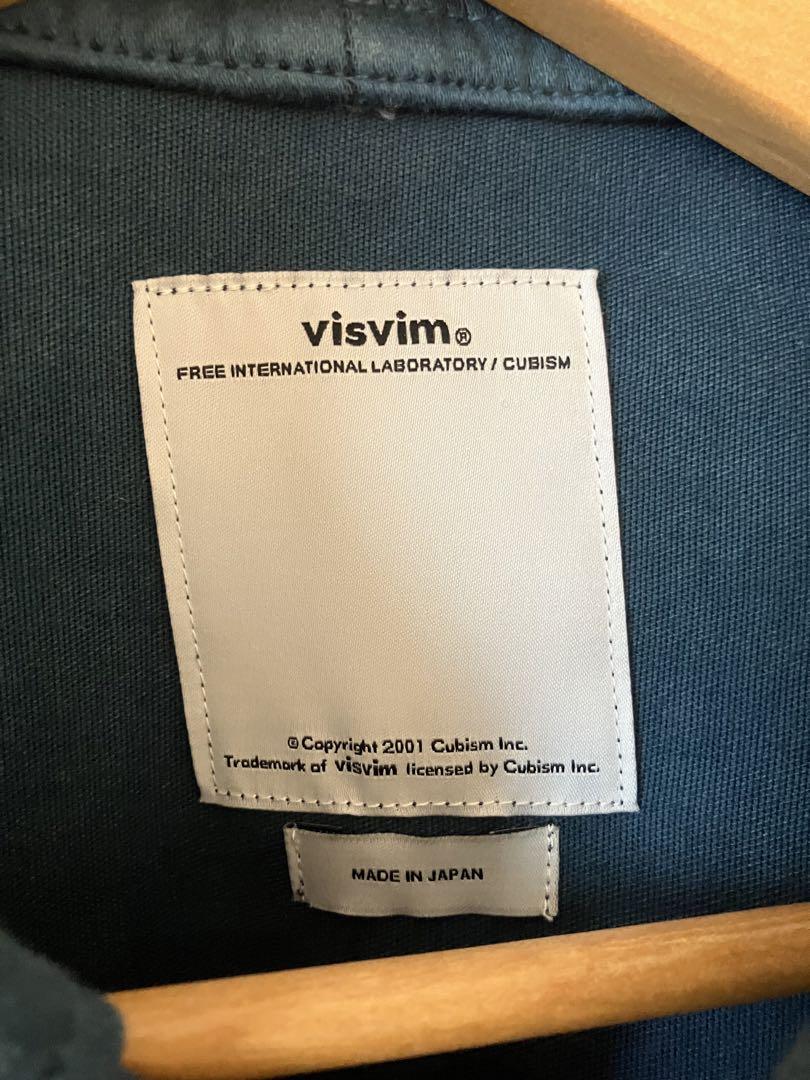 visvim®
FREE INTERNATIONAL LABORATORY / CUBISM
© Copyright 2001 Cubism Inc.
Trademark of visvim licensed by Cubism Inc.
MADE IN JAPAN